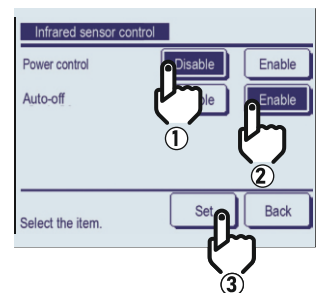 Infrared sensor control
Power control Disable Enable
Auto-off Enable
①
②
Select the item. Set Back
③